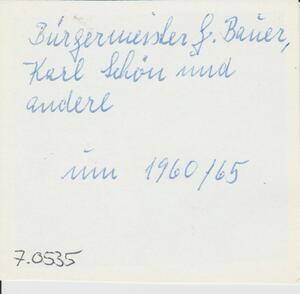 Bürgermeister G. Bauer,
Karl Schön und
andere
um 1960/65
7.0535